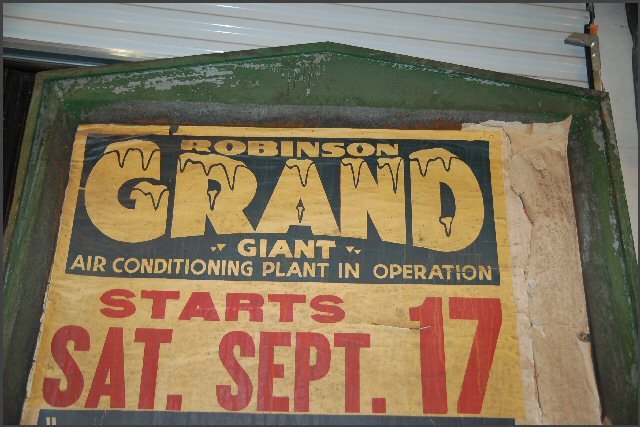 ROBINSON
GRAND
GIANT
AIR CONDITIONING PLANT IN OPERATION
STARTS
SAT. SEPT. 17
"